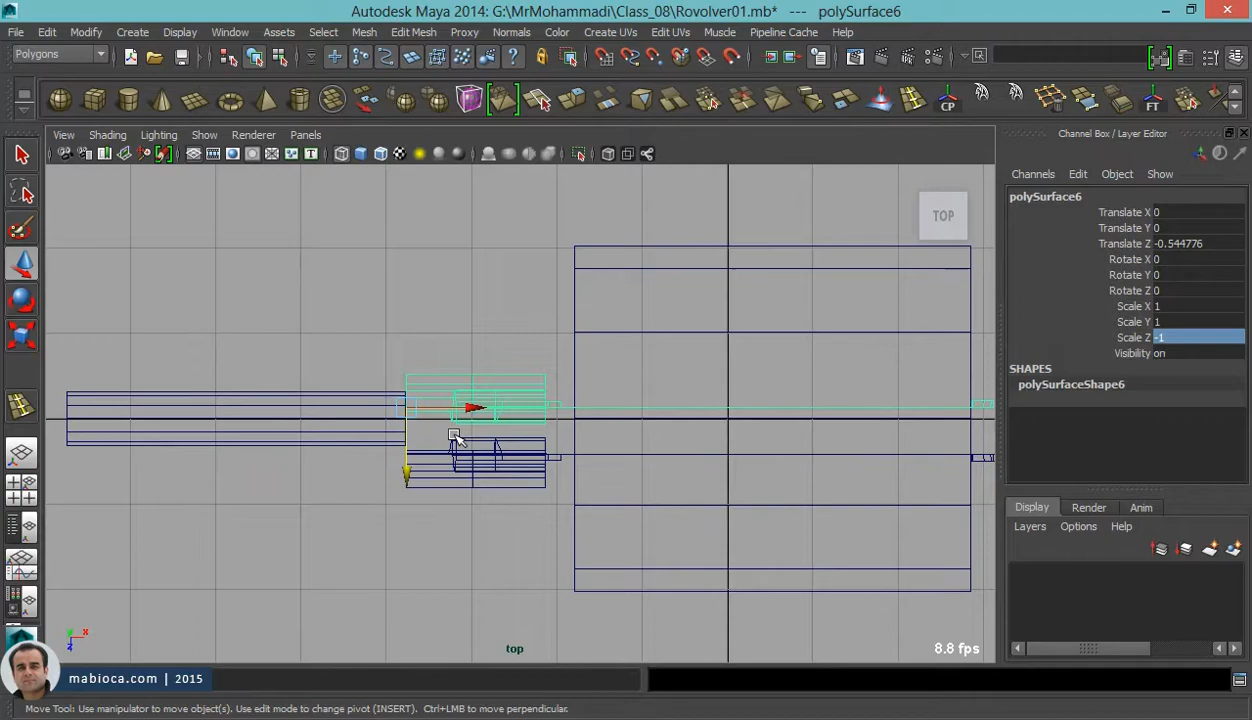 Autodesk Maya 2014: G:\MrMohammadi\Class_08\Rovolver01.mb* --- polySurface6
File Edit Modify Create Display Window Assets Select Mesh Edit Mesh Proxy Normals Color Create UVs Edit UVs Muscle Pipeline Cache Help
Polygons
CP
FT
View Shading Lighting Show Renderer Panels
TOP
top
8.8 fps
Channel Box / Layer Editor
Channels Edit Object Show
polySurface6
Translate X 0
Translate Y 0
Translate Z -0.544776
Rotate X 0
Rotate Y 0
Rotate Z 0
Scale X 1
Scale Y 1
Scale Z -1
Visibility on
SHAPES
polySurfaceShape6
Display Render Anim
Layers Options Help
mabioca.com | 2015
Move Tool: Use manipulator to move object(s). Use edit mode to change pivot (INSERT). Ctrl+LMB to move perpendicular.